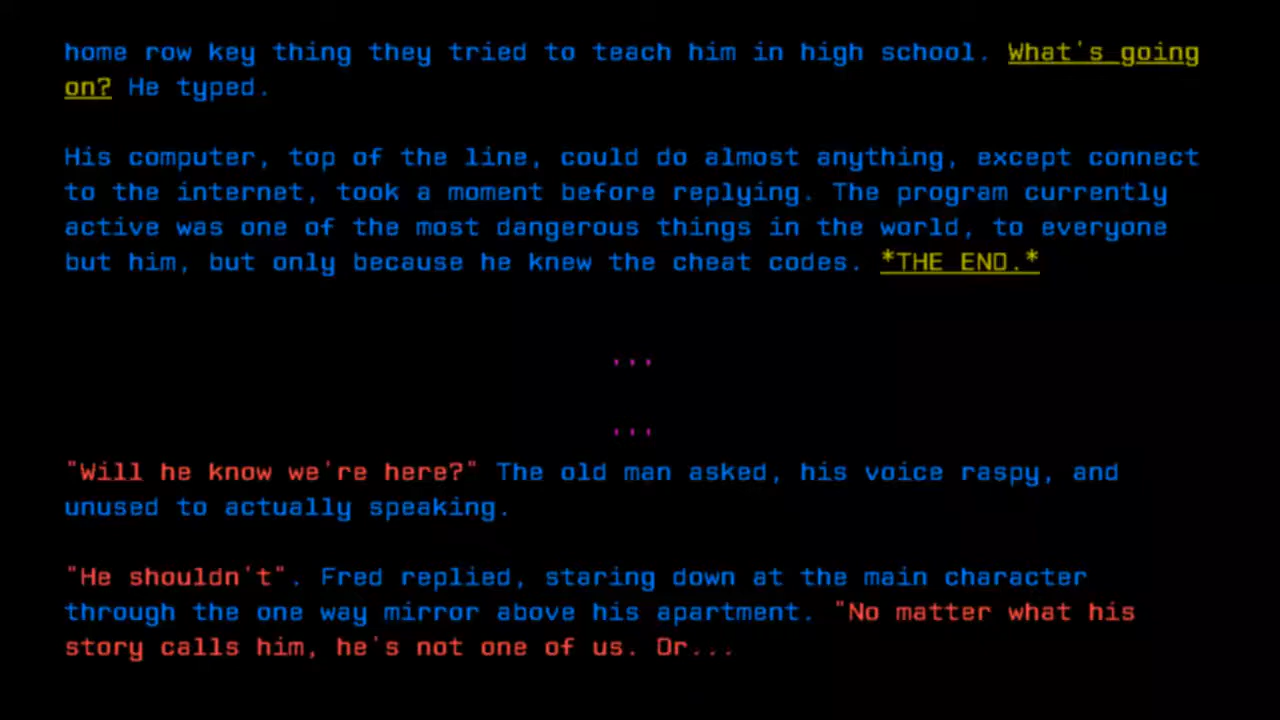 home row key thing they tried to teach him in high school. What's going
on? He typed.
His computer, top of the line, could do almost anything, except connect
to the internet, took a moment before replying. The program currently
active was one of the most dangerous things in the world, to everyone
but him, but only because he knew the cheat codes. *THE END.*
...
...
"Will he know we're here?" The old man asked, his voice raspy, and
unused to actually speaking.
"He shouldn't". Fred replied, staring down at the main character
through the one way mirror above his apartment. "No matter what his
story calls him, he's not one of us. Or...